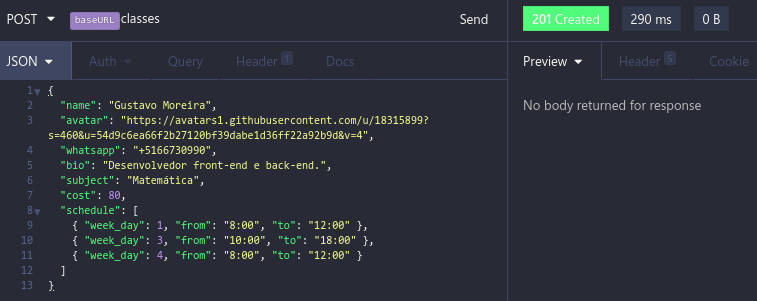 POST baseURL classes Send 201 Created 290 ms 0 B
JSON Auth Query Header 1 Docs Preview Header 5 Cookie
No body returned for response
1 {
2 "name": "Gustavo Moreira",
3 "avatar": "https://avatars1.githubusercontent.com/u/18315899?
s=460&u=54d9c6ea66f2b27120bf39dabe1d36ff22a92b9d&v=4",
4 "whatsapp": "+5166730990",
5 "bio": "Desenvolvedor front-end e back-end.",
6 "subject": "Matemática",
7 "cost": 80,
8 "schedule": [
9 { "week_day": 1, "from": "8:00", "to": "12:00" },
10 { "week_day": 3, "from": "10:00", "to": "18:00" },
11 { "week_day": 4, "from": "8:00", "to": "12:00" }
12 ]
13 }